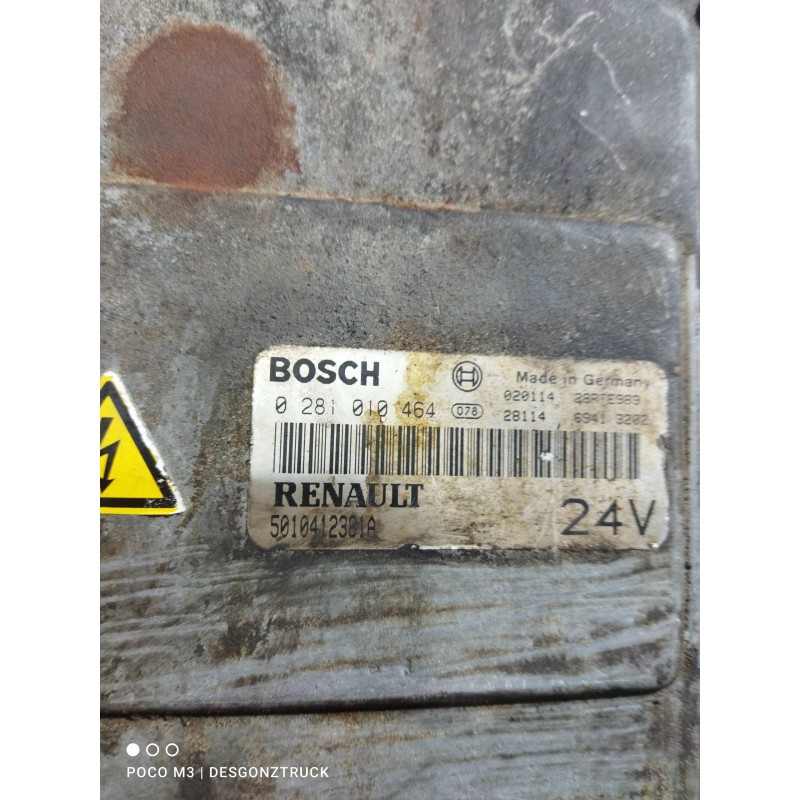 BOSCH
Made in Germany
0 281 010 464 078
020114 28RTE989
28114 6941 3202
RENAULT
5010412381A
24V
POCO M3 | DESGONZTRUCK